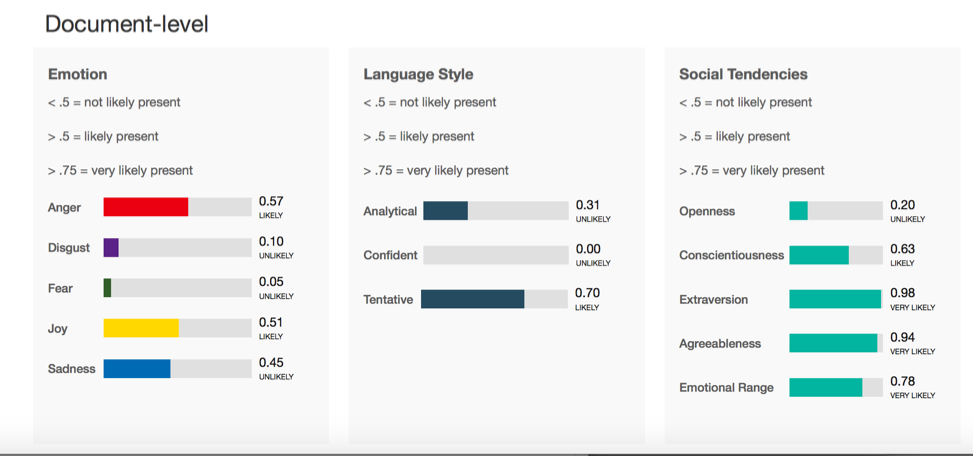 Document-level
Emotion
< .5 = not likely present
> .5 = likely present
> .75 = very likely present
Anger 0.57
LIKELY
Disgust 0.10
UNLIKELY
Fear 0.05
UNLIKELY
Joy 0.51
LIKELY
Sadness 0.45
UNLIKELY
Language Style
< .5 = not likely present
> .5 = likely present
> .75 = very likely present
Analytical 0.31
UNLIKELY
Confident 0.00
UNLIKELY
Tentative 0.70
LIKELY
Social Tendencies
< .5 = not likely present
> .5 = likely present
> .75 = very likely present
Openness 0.20
UNLIKELY
Conscientiousness 0.63
LIKELY
Extraversion 0.98
VERY LIKELY
Agreeableness 0.94
VERY LIKELY
Emotional Range 0.78
VERY LIKELY